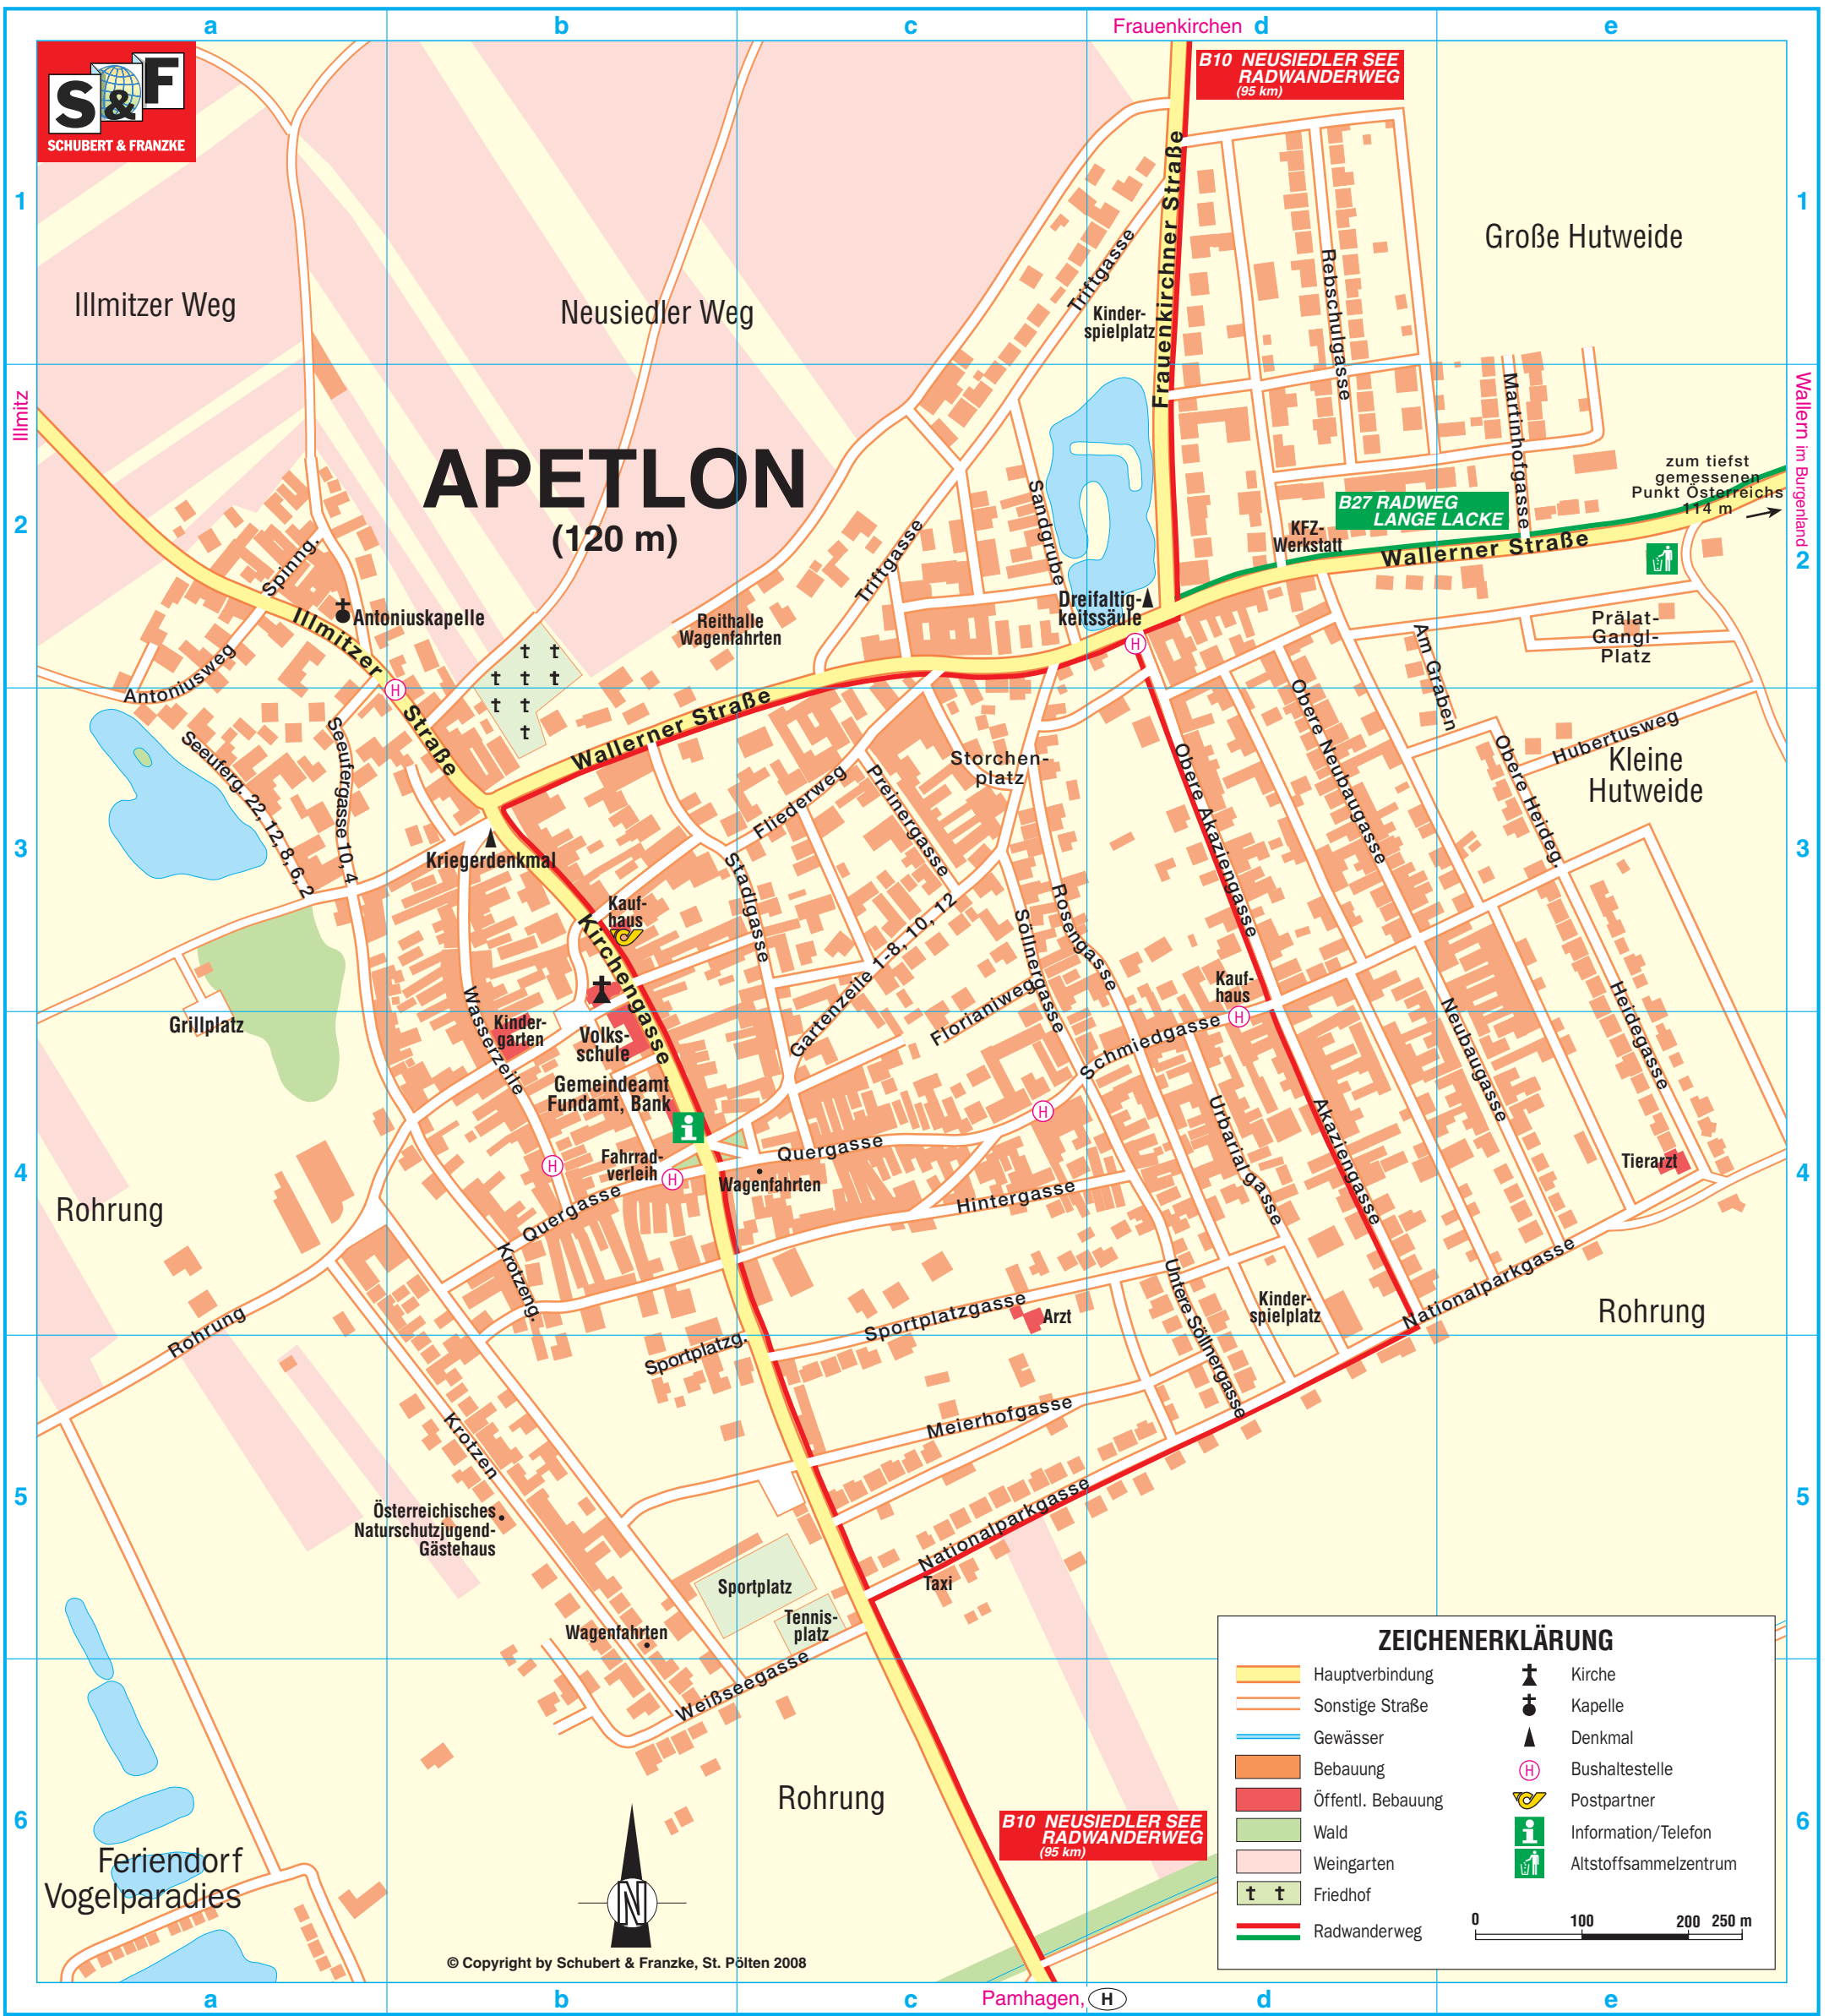 a
b
c
Frauenkirchen
d
e
S&F
SCHUBERT & FRANZKE
B10 NEUSIEDLER SEE
RADWANDERWEG
(95 km)
1
1
Große Hutweide
Illmitzer Weg
Neusiedler Weg
Triftgasse
Kinder-
spielplatz
Frauenkirchner Straße
Rebschulgasse
Illmitz
Wallern im Burgenland
Martinhofgasse
APETLON
(120 m)
zum tiefst
gemessenen
Punkt Österreichs
114 m
B27 RADWEG
LANGE LACKE
2
2
Sandgrube
Triftgasse
KFZ-
Werkstatt
Wallerner Straße
Spinng.
Antoniuskapelle
Illmitzer
Straße
Reithalle
Wagenfahrten
Dreifaltig-
keitssäule
H
Prälat-
Gangl-
Platz
Am Graben
Antoniusweg
H
Wallerner Straße
Seeuferg. 22, 12, 8, 6, 2
Seeufergasse 10, 4
Storchen-
platz
Obere Neubaugasse
Hubertusweg
Kleine
Hutweide
Obere Heideg.
Obere Akaziengasse
Fliederweg
Preinergasse
3
3
Kriegerdenkmal
Stadlgasse
Rosengasse
Söllnergasse
Kauf-
haus
Kirchengasse
Gartenzeile 1-8, 10, 12
Florianiweg
Kauf-
haus
H
Schmiedgasse
Wasserzeile
Grillplatz
Kinder-
garten
Volks-
schule
Neubaugasse
Heidegasse
Gemeindeamt
Fundamt, Bank
i
H
Urbarialgasse
Akaziengasse
Quergasse
4
4
H
Fahrrad-
verleih
H
Wagenfahrten
Tierarzt
Rohrung
Quergasse
Hintergasse
Krotzeng.
Nationalparkgasse
Untere Söllnergasse
Kinder-
spielplatz
Rohrung
Rohrung
Sportplatzgasse
Arzt
Sportplatzg.
Krotzen
Meierhofgasse
5
5
Österreichisches
Naturschutzjugend-
Gästehaus
Nationalparkgasse
Taxi
Sportplatz
Tennis-
platz
Wagenfahrten
Weißseegasse
Rohrung
B10 NEUSIEDLER SEE
RADWANDERWEG
(95 km)
6
6
Feriendorf
Vogelparadies
N
ZEICHENERKLÄRUNG
Hauptverbindung
Sonstige Straße
Gewässer
Bebauung
Öffentl. Bebauung
Wald
Weingarten
Friedhof
Radwanderweg
Kirche
Kapelle
Denkmal
H Bushaltestelle
Postpartner
i Information/Telefon
Altstoffsammelzentrum
0 100 200 250 m
© Copyright by Schubert & Franzke, St. Pölten 2008
a
b
c
Pamhagen, H
d
e